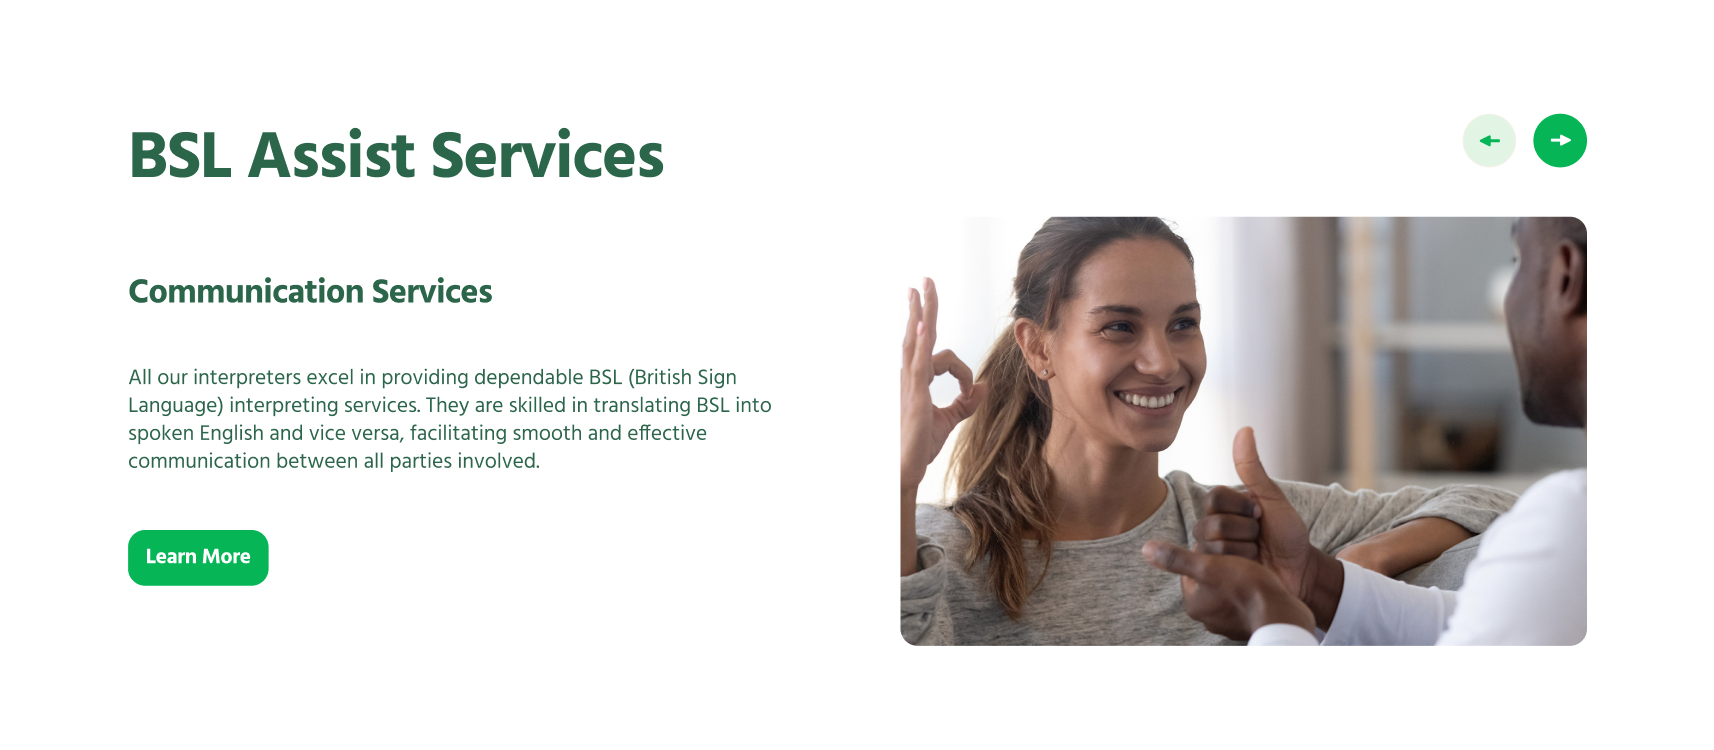 BSL Assist Services
Communication Services
All our interpreters excel in providing dependable BSL (British Sign
Language) interpreting services. They are skilled in translating BSL into
spoken English and vice versa, facilitating smooth and effective
communication between all parties involved.
Learn More